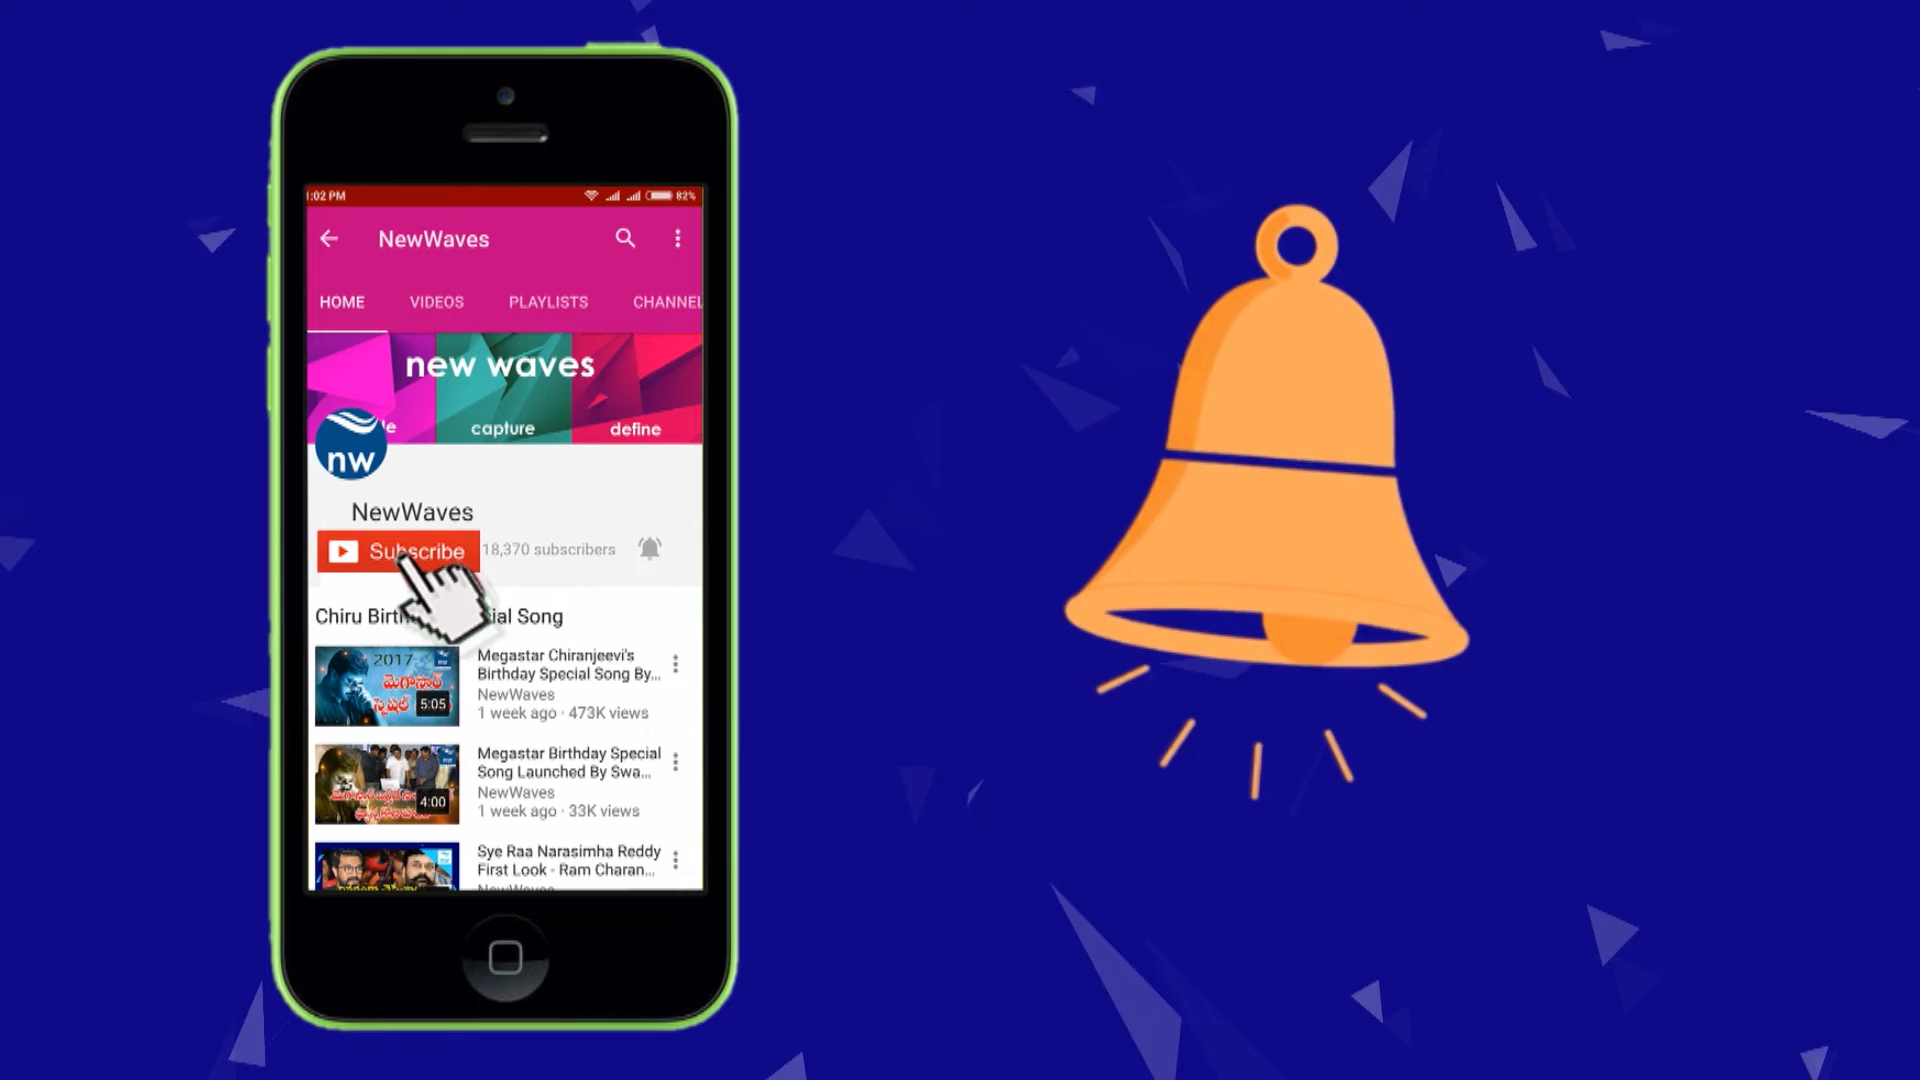 1:02 PM
82%
NewWaves
HOME VIDEOS PLAYLISTS CHANNEL
new waves
capture
define
nw
NewWaves
Subscribe 18,370 subscribers
Chiru Birth ial Song
2017
మెగాస్టార్
స్పెషల్
5:05
Megastar Chiranjeevi's
Birthday Special Song By...
NewWaves
1 week ago · 473K views
4:00
Megastar Birthday Special
Song Launched By Swa...
NewWaves
1 week ago · 33K views
Sye Raa Narasimha Reddy
First Look - Ram Charan...
NewWaves